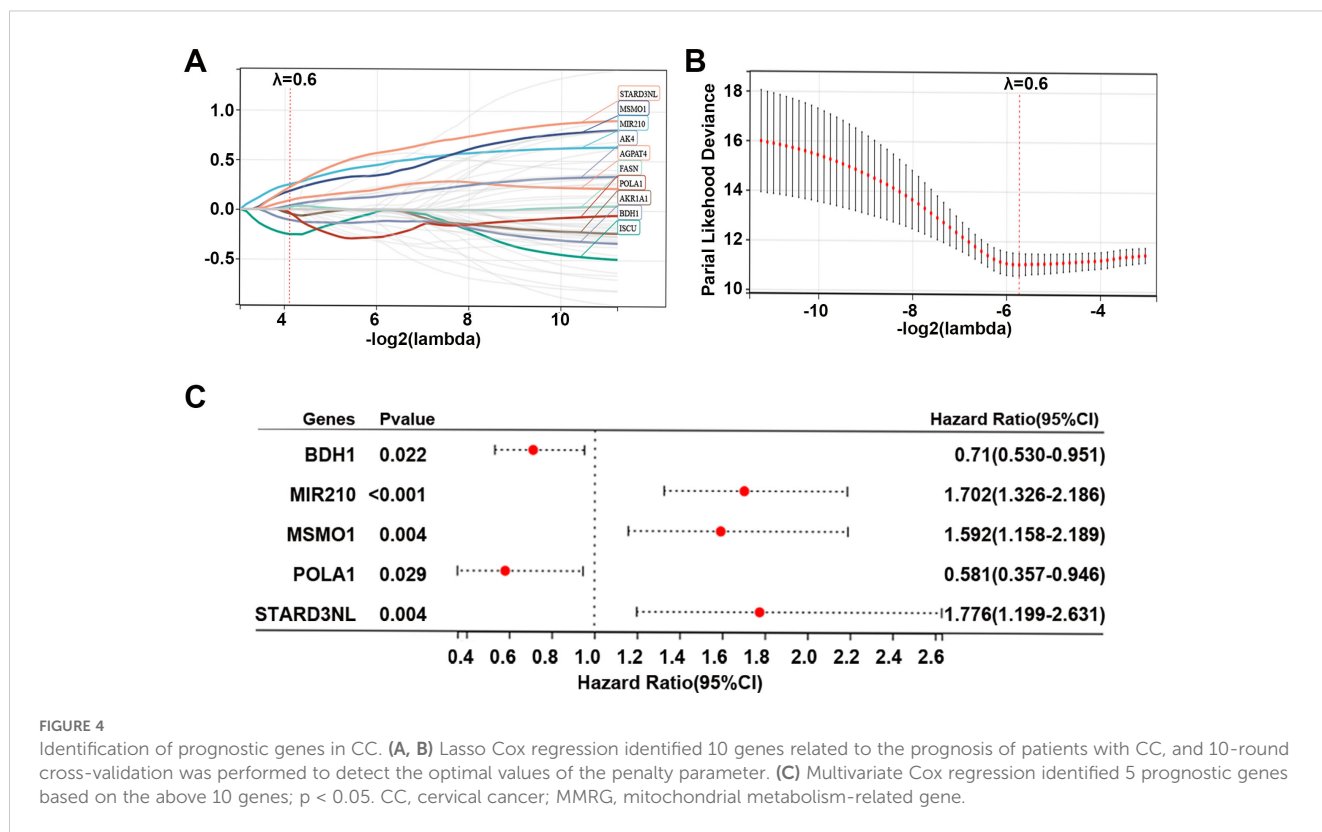 A
λ=0.6
1.0
0.5
0.0
-0.5
4
6
8
10
-log2(lambda)
STARD3NL
MSMO1
MIR210
AK4
AGPAT4
FASN
POLA1
AKR1A1
BDH1
ISCU
B
λ=0.6
18
16
14
12
10
Parial Likelihood Deviance
-10
-8
-6
-4
-log2(lambda)
C
Genes Pvalue Hazard Ratio(95%CI)
BDH1 0.022 0.71(0.530-0.951)
MIR210 <0.001 1.702(1.326-2.186)
MSMO1 0.004 1.592(1.158-2.189)
POLA1 0.029 0.581(0.357-0.946)
STARD3NL 0.004 1.776(1.199-2.631)
0.4 0.6 0.8 1.0 1.2 1.4 1.6 1.8 2.0 2.2 2.4 2.6
Hazard Ratio(95%CI)
FIGURE 4
Identification of prognostic genes in CC. (A, B) Lasso Cox regression identified 10 genes related to the prognosis of patients with CC, and 10-round
cross-validation was performed to detect the optimal values of the penalty parameter. (C) Multivariate Cox regression identified 5 prognostic genes
based on the above 10 genes; p < 0.05. CC, cervical cancer; MMRG, mitochondrial metabolism-related gene.